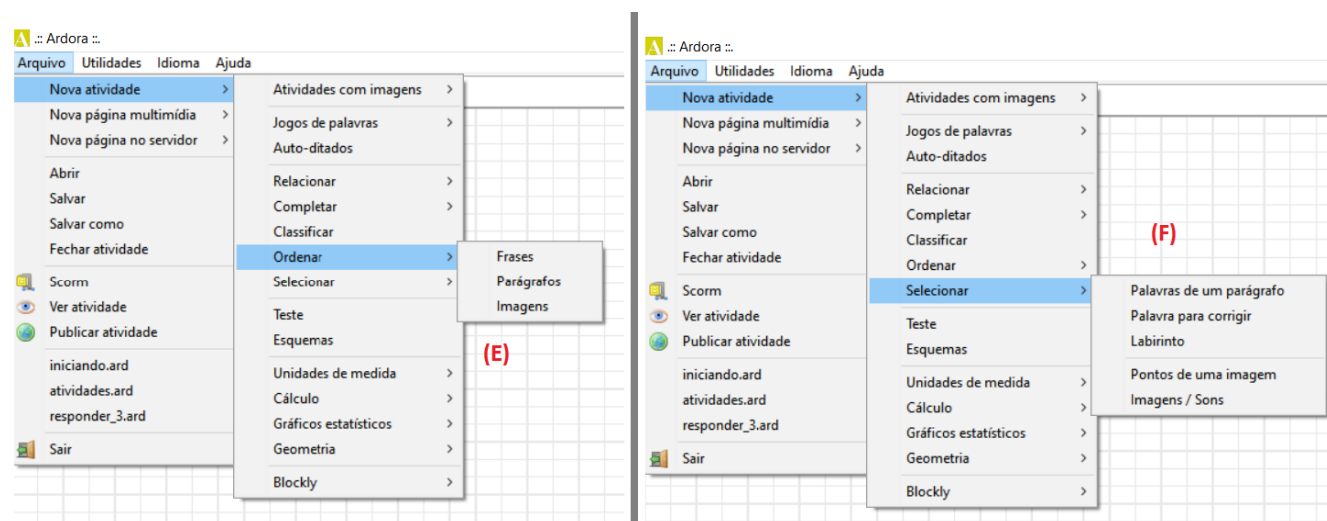 .:: Ardora ::.
Arquivo Utilidades Idioma Ajuda
Nova atividade
Nova página multimídia
Nova página no servidor
Abrir
Salvar
Salvar como
Fechar atividade
Scorm
Ver atividade
Publicar atividade
iniciando.ard
atividades.ard
responder_3.ard
Sair
Atividades com imagens
Jogos de palavras
Auto-ditados
Relacionar
Completar
Classificar
Ordenar
Selecionar
Teste
Esquemas
Unidades de medida
Cálculo
Gráficos estatísticos
Geometria
Blockly
Frases
Parágrafos
Imagens
(E)
.:: Ardora ::.
Arquivo Utilidades Idioma Ajuda
Nova atividade
Nova página multimídia
Nova página no servidor
Abrir
Salvar
Salvar como
Fechar atividade
Scorm
Ver atividade
Publicar atividade
iniciando.ard
atividades.ard
responder_3.ard
Sair
Atividades com imagens
Jogos de palavras
Auto-ditados
Relacionar
Completar
Classificar
Ordenar
Selecionar
Teste
Esquemas
Unidades de medida
Cálculo
Gráficos estatísticos
Geometria
Blockly
(F)
Palavras de um parágrafo
Palavra para corrigir
Labirinto
Pontos de uma imagem
Imagens / Sons